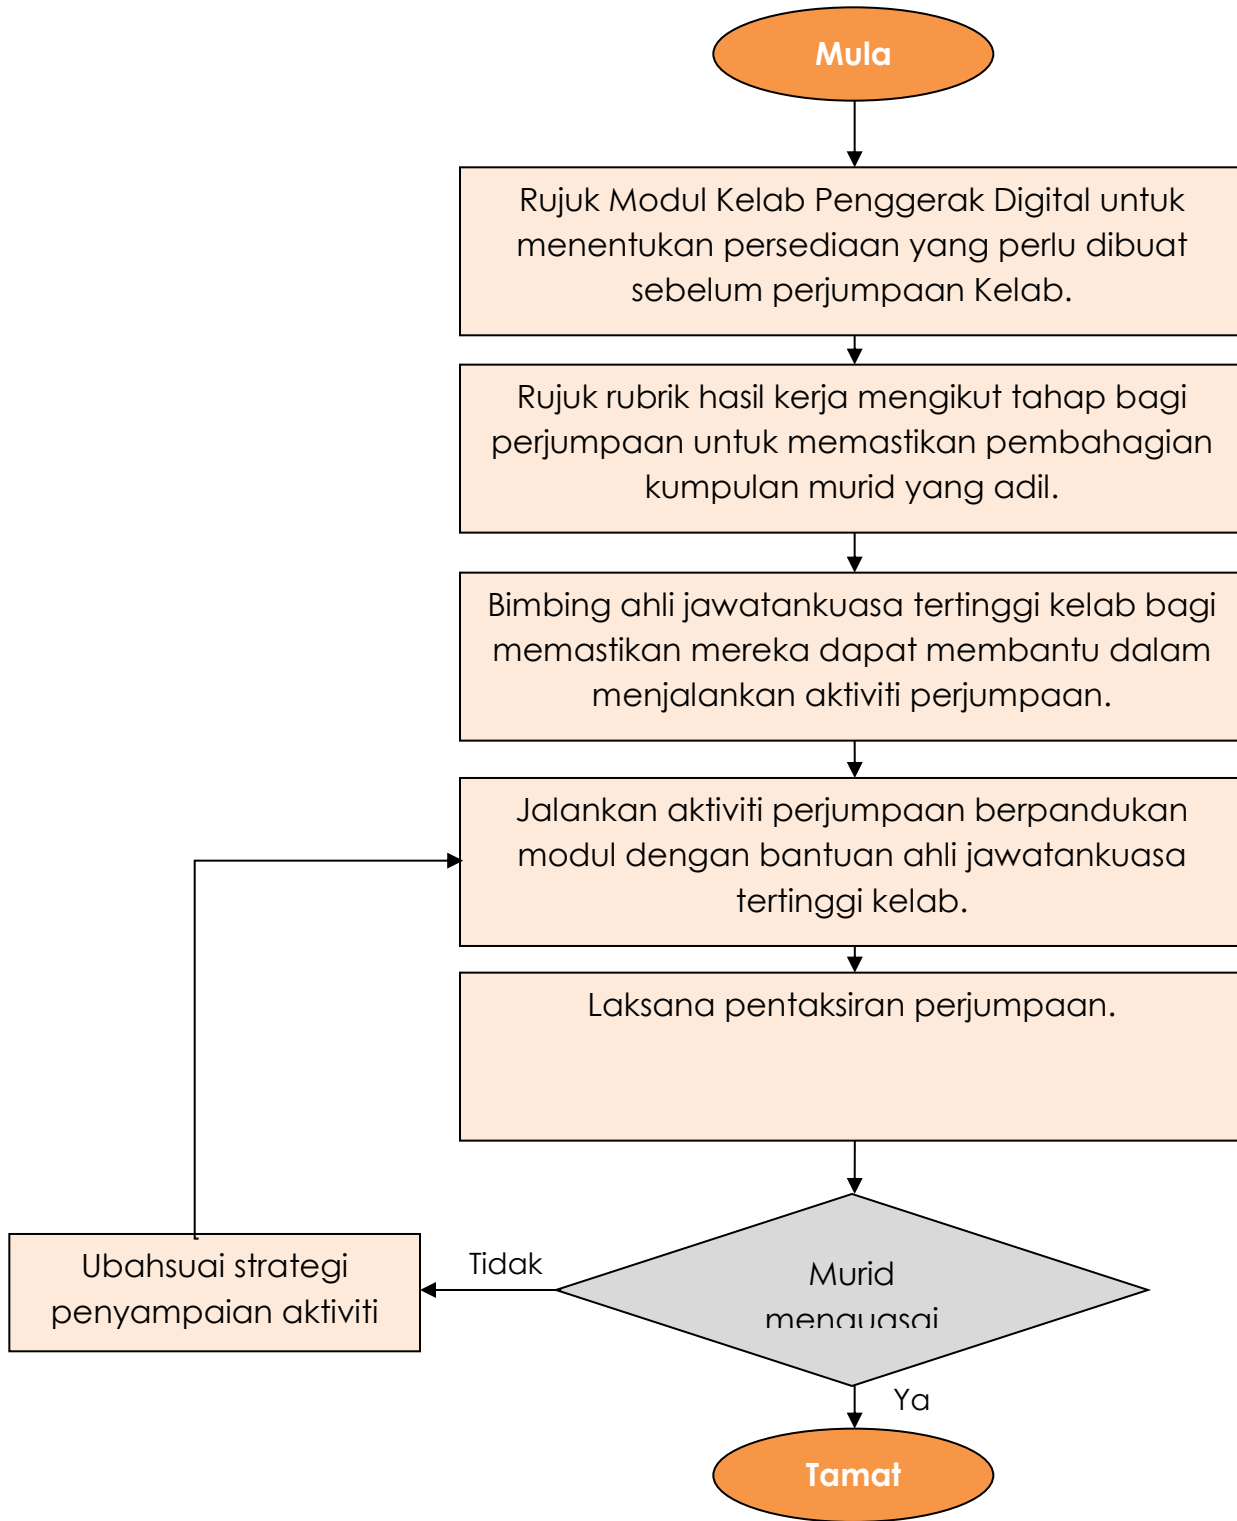 Mula
Rujuk Modul Kelab Penggerak Digital untuk
menentukan persediaan yang perlu dibuat
sebelum perjumpaan Kelab.
Rujuk rubrik hasil kerja mengikut tahap bagi
perjumpaan untuk memastikan pembahagian
kumpulan murid yang adil.
Bimbing ahli jawatankuasa tertinggi kelab bagi
memastikan mereka dapat membantu dalam
menjalankan aktiviti perjumpaan.
Jalankan aktiviti perjumpaan berpandukan
modul dengan bantuan ahli jawatankuasa
tertinggi kelab.
Laksana pentaksiran perjumpaan.
Murid
menguasai
Tidak
Ubahsuai strategi
penyampaian aktiviti
Ya
Tamat